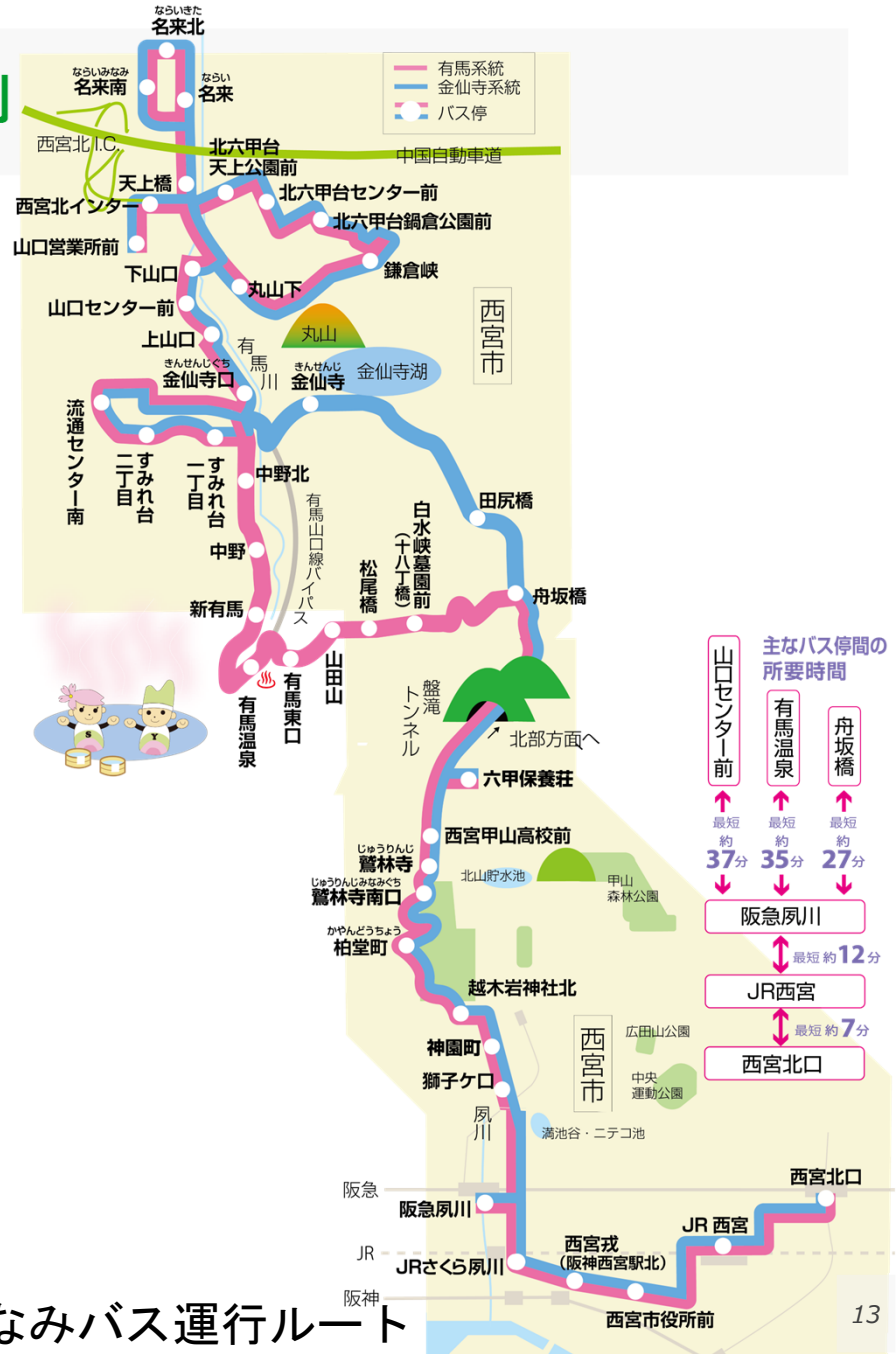 ならいきた
名来北
ならいみなみ
名来南
ならい
名来
有馬系統
金仙寺系統
バス停
西宮北I.C.
中国自動車道
北六甲台
天上公園前
天上橋
北六甲台センター前
西宮北インター
北六甲台鍋倉公園前
山口営業所前
下山口
鎌倉峡
丸山下
山口センター前
西宮市
上山口
丸山
有馬川
きんせんじぐち
金仙寺口
きんせんじ
金仙寺
金仙寺湖
流通センター南
すみれ台
二丁目
すみれ台
一丁目
中野北
有馬山口線バイパス
田尻橋
白水峡墓園前
(十八丁橋)
中野
松尾橋
舟坂橋
新有馬
山田山
有馬東口
有馬温泉
S
Y
盤滝
トンネル
北部方面へ
六甲保養荘
西宮甲山高校前
じゅうりんじ
鷲林寺
北山貯水池
甲山
森林公園
じゅうりんじみなみぐち
鷲林寺南口
かやんどうちょう
柏堂町
越木岩神社北
神園町
西宮市
広田山公園
獅子ケ口
中央
運動公園
夙川
満池谷・ニテコ池
主なバス停間の
所要時間
山口センター前
有馬温泉
舟坂橋
最短
約
37分
最短
約
35分
最短
約
27分
阪急夙川
最短 約12分
JR西宮
最短 約7分
西宮北口
阪急
阪急夙川
西宮北口
JR 西宮
JR
JRさくら夙川
西宮戎
(阪神西宮駅北)
阪神
西宮市役所前
なみバス運行ルート
13